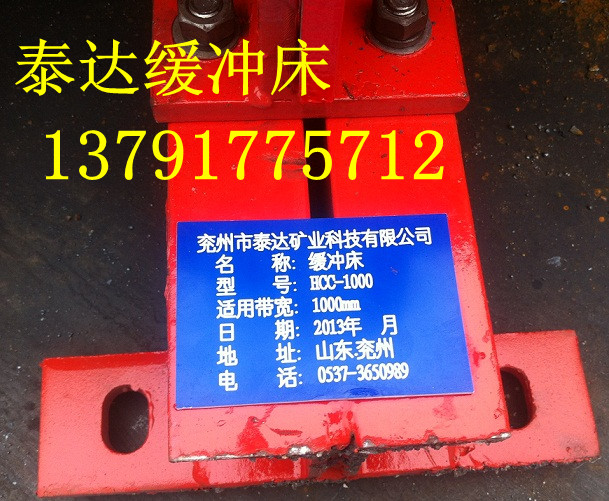 泰达缓冲床
13791775712
兖州市泰达矿业科技有限公司
名 称: 缓冲床
型 号: HCC-1000
适用带宽: 1000mm
日 期: 2013年 月
地 址: 山东.兖州
电 话: 0537-3650989